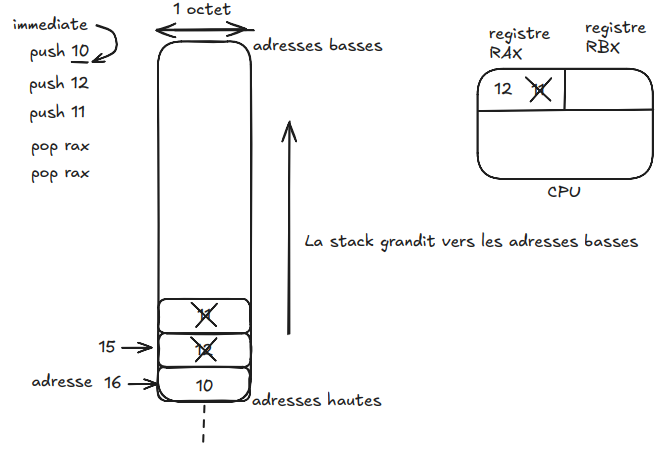 immediate
push 10
push 12
push 11
pop rax
pop rax
1 octet
adresses basses
La stack grandit vers les adresses basses
11
15
12
adresse 16
10
adresses hautes
registre
RAX
registre
RBX
12 11
CPU